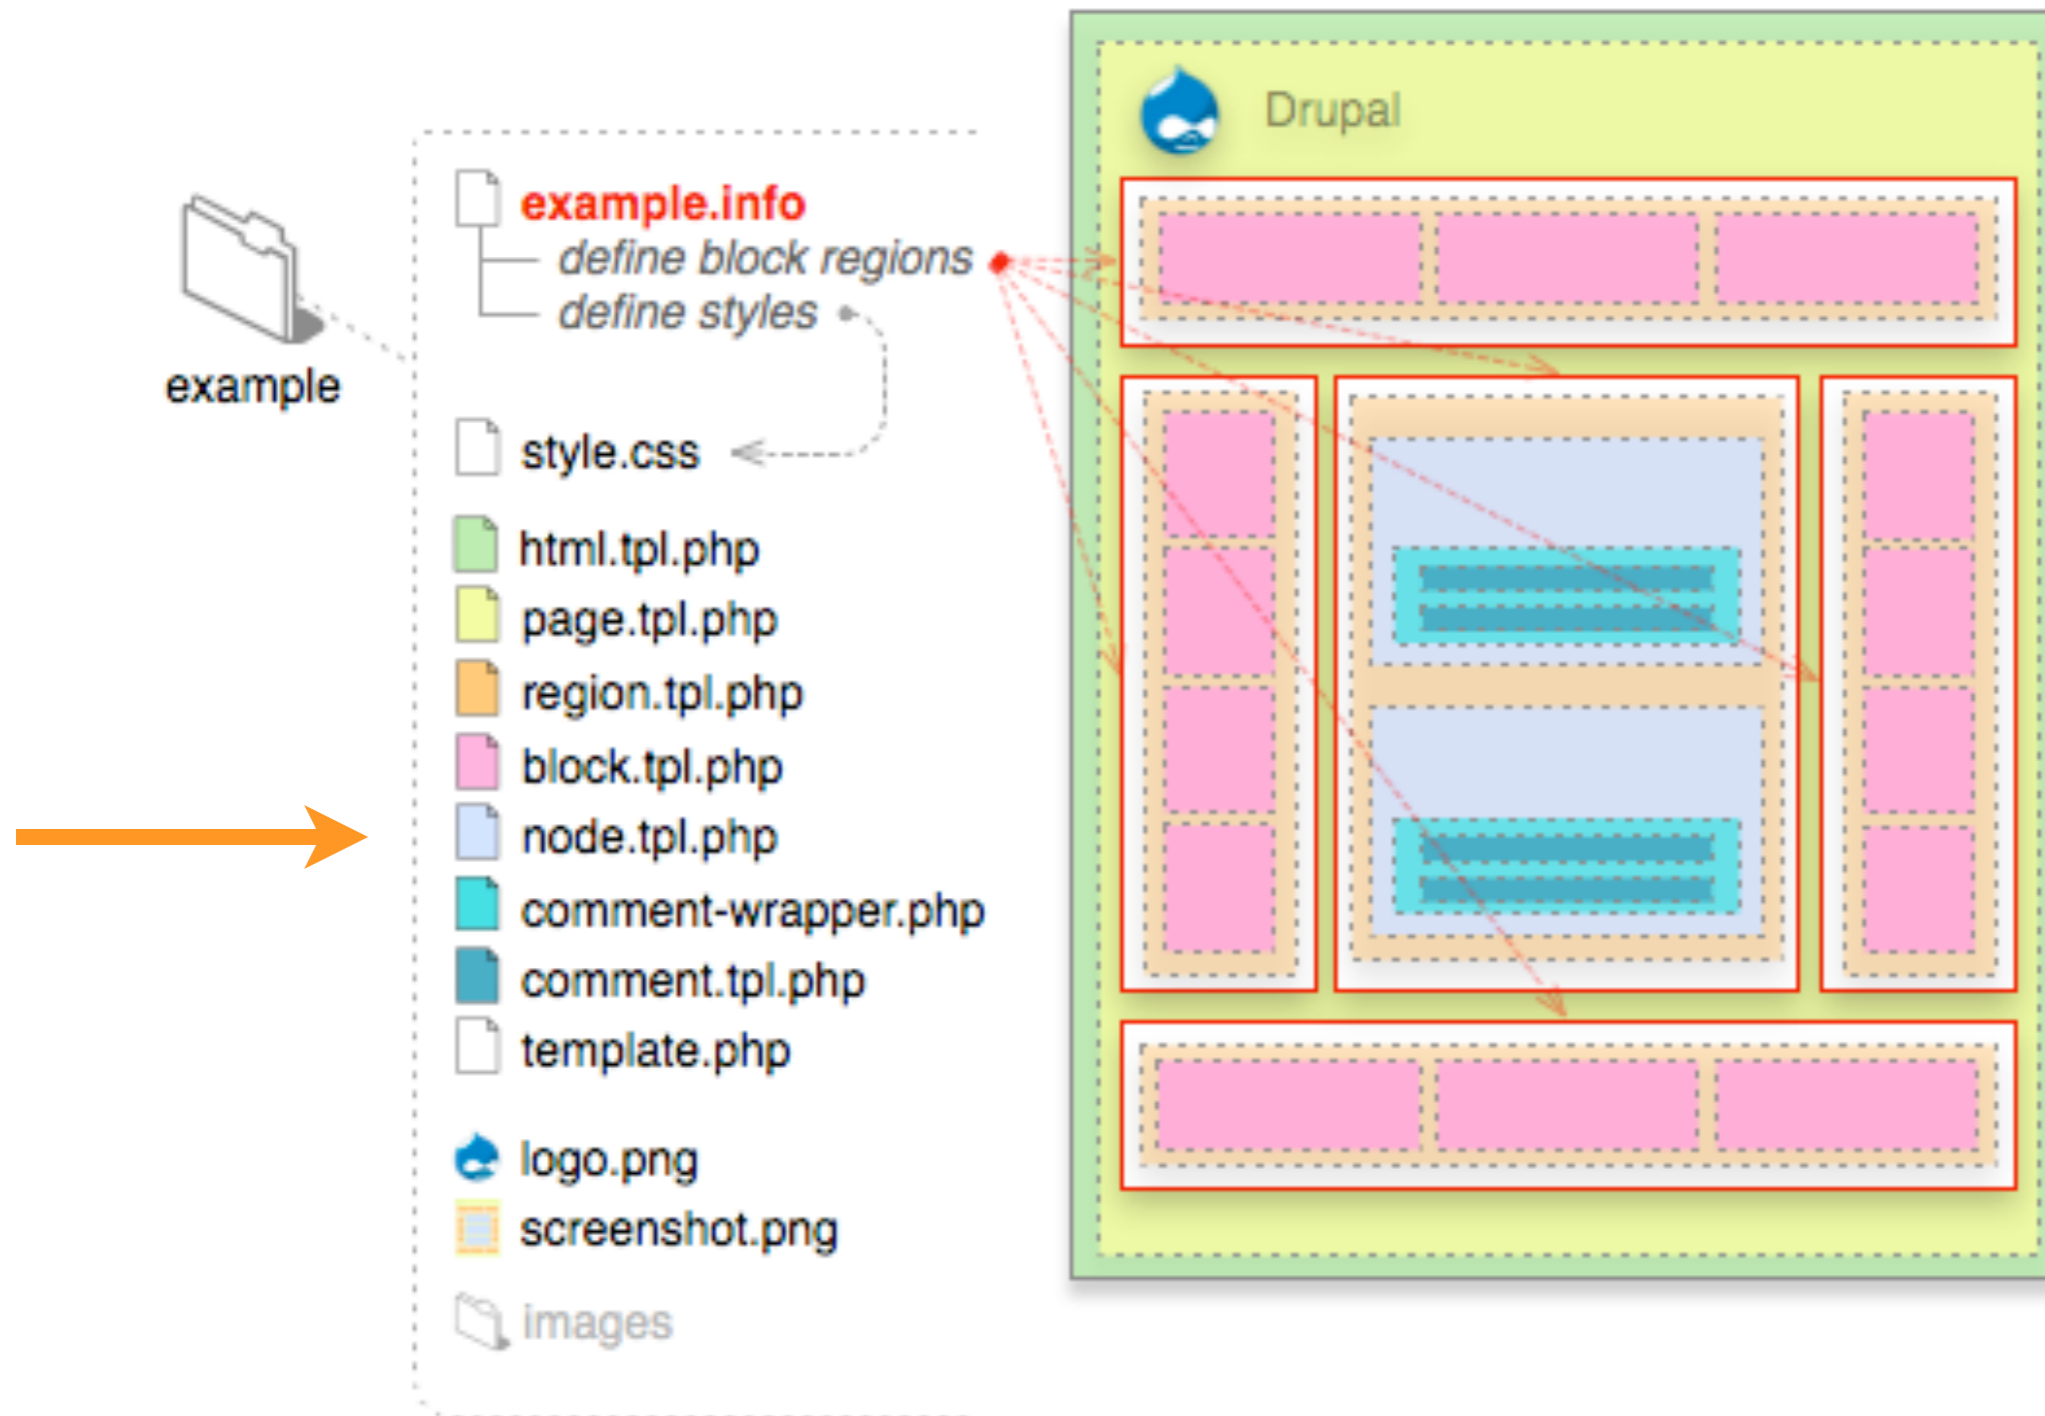 Drupal
example.info
define block regions
define styles
example
style.css
html.tpl.php
page.tpl.php
region.tpl.php
block.tpl.php
node.tpl.php
comment-wrapper.php
comment.tpl.php
template.php
logo.png
screenshot.png
images